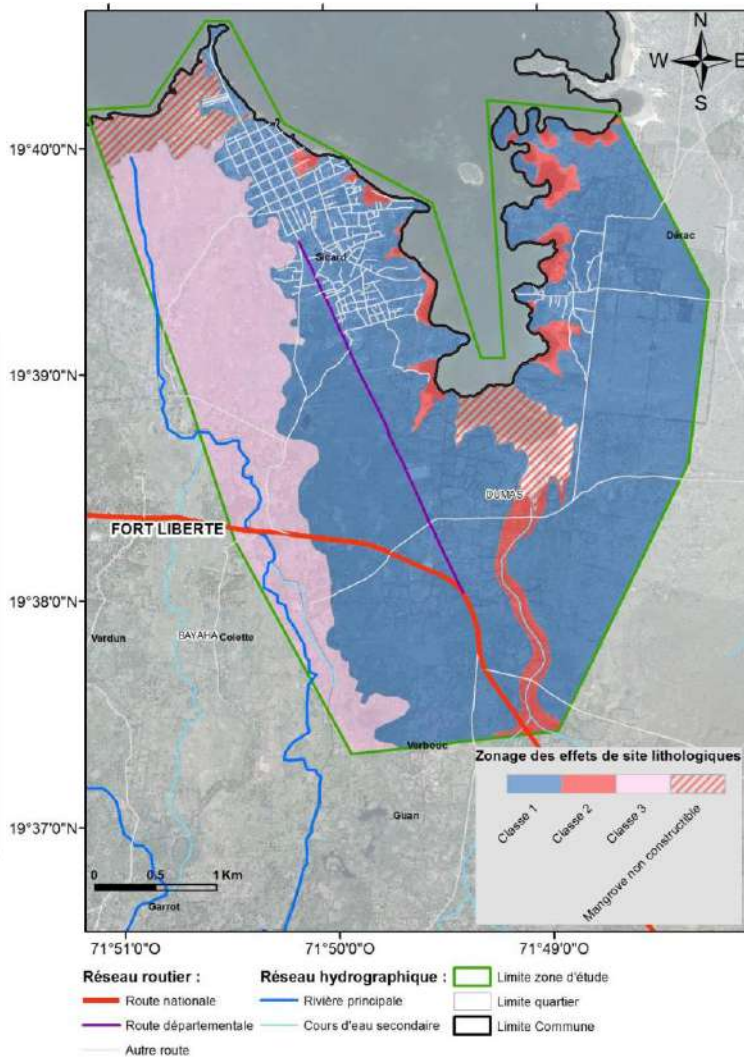 N
W E
S
19°40'0"N
Dérac
Sicard
19°39'0"N
DUMAS
FORT LIBERTE
19°38'0"N
Vardun
BAYAHA
Colette
Verbouc
Zonage des effets de site lithologiques
Classe 1
Classe 2
Classe 3
Mangrove non constructible
Guan
19°37'0"N
0 0,5 1 Km
Garrot
71°51'0"O 71°50'0"O 71°49'0"O
Réseau routier : Réseau hydrographique : Limite zone d'étude
Route nationale Rivière principale Limite quartier
Route départementale Cours d'eau secondaire Limite Commune
Autre route